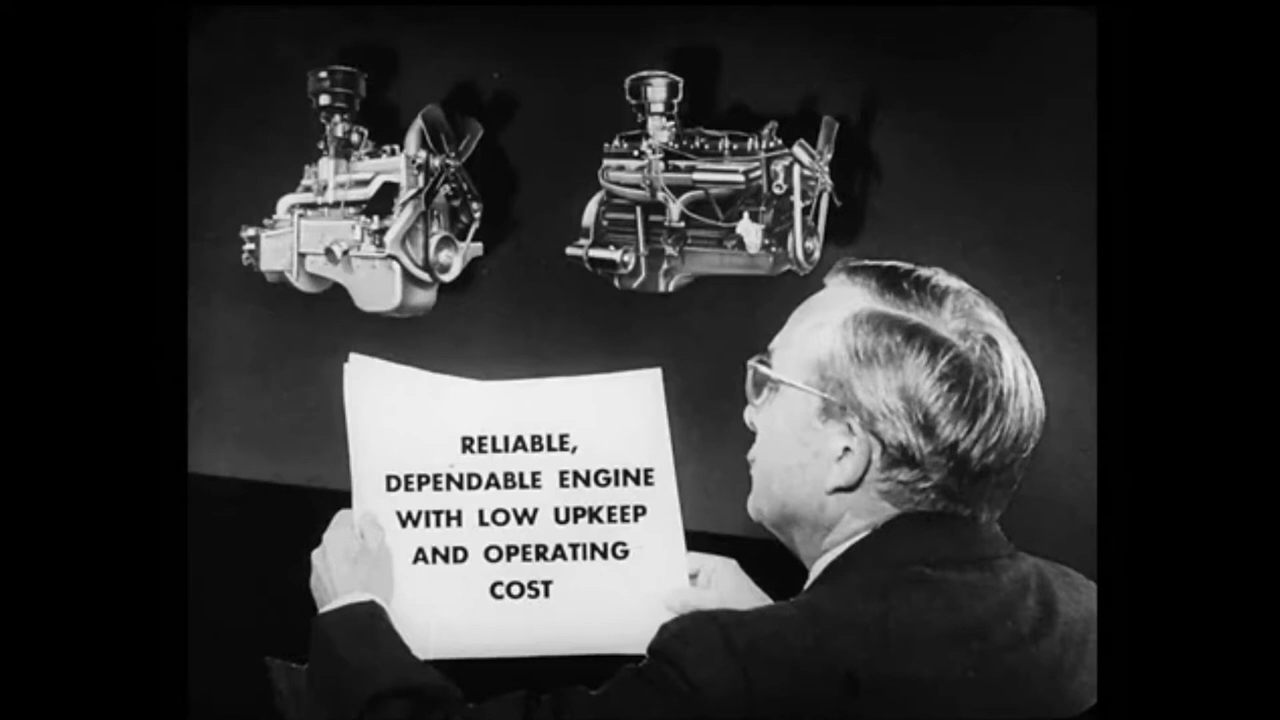 RELIABLE,
DEPENDABLE ENGINE
WITH LOW UPKEEP
AND OPERATING
COST